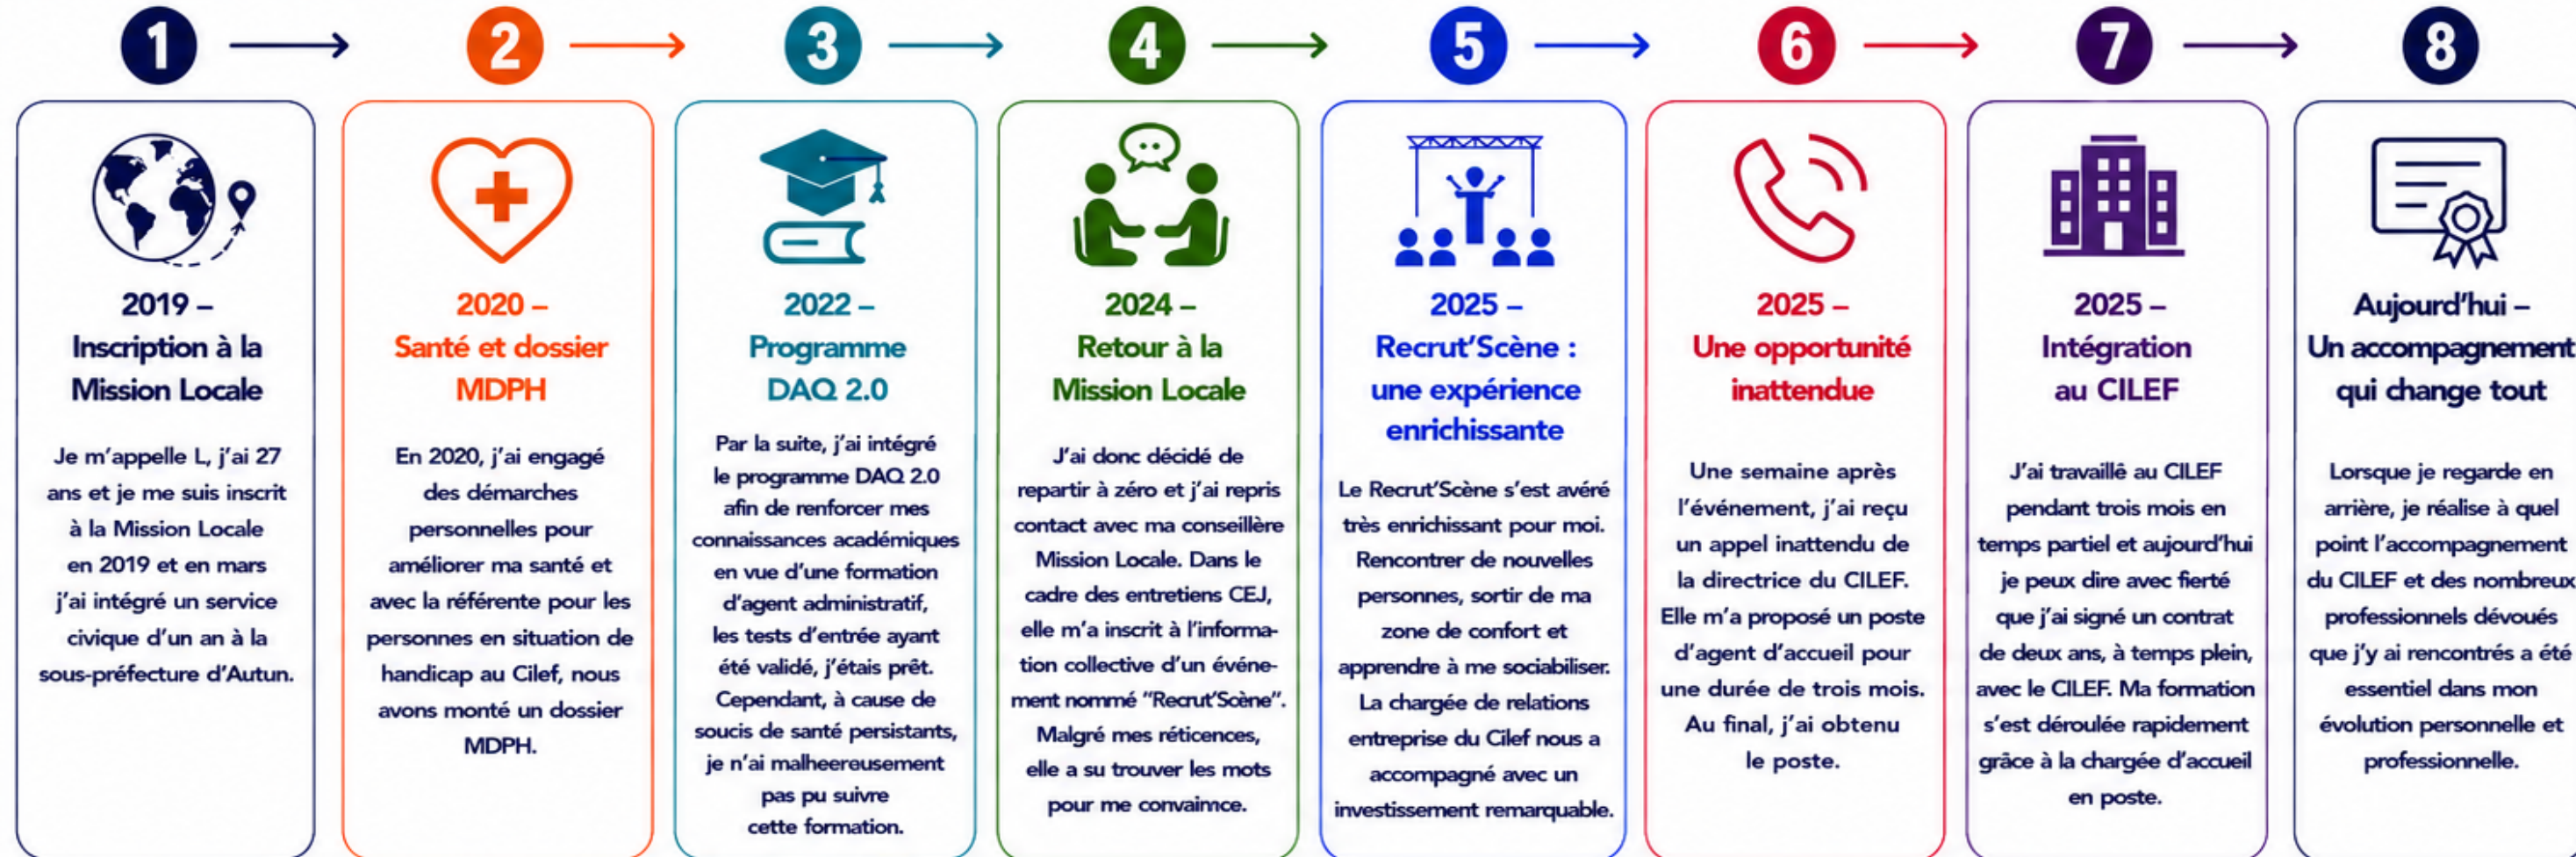 1
2
3
4
5
6
7
8
2019 –
Inscription à la
Mission Locale
Je m'appelle L, j'ai 27
ans et je me suis inscrit
à la Mission Locale
en 2019 et en mars
j'ai intégré un service
civique d'un an à la
sous-préfecture d'Autun.
2020 –
Santé et dossier
MDPH
En 2020, j'ai engagé
des démarches
personnelles pour
améliorer ma santé et
avec la référente pour les
personnes en situation de
handicap au Cilef, nous
avons monté un dossier
MDPH.
2022 –
Programme
DAQ 2.0
Par la suite, j'ai intégré
le programme DAQ 2.0
afin de renforcer mes
connaissances académiques
en vue d'une formation
d'agent administratif,
les tests d'entrée ayant
été validé, j'étais prêt.
Cependant, à cause de
soucis de santé persistants,
je n'ai malheereusement
pas pu suivre
cette formation.
2024 –
Retour à la
Mission Locale
J'ai donc décidé de
repartir à zéro et j'ai repris
contact avec ma conseillère
Mission Locale. Dans le
cadre des entretiens CEJ,
elle m'a inscrit à l'informa-
tion collective d'un événe-
ment nommé "Recrut'Scène".
Malgré mes réticences,
elle a su trouver les mots
pour me convaimce.
2025 –
Recrut'Scène :
une expérience
enrichissante
Le Recrut'Scène s'est avéré
très enrichissant pour moi.
Rencontrer de nouvelles
personnes, sortir de ma
zone de confort et
apprendre à me sociabiliser.
La chargée de relations
entreprise du Cilef nous a
accompagné avec un
investissement remarquable.
2025 –
Une opportunité
inattendue
Une semaine après
l'événement, j'ai reçu
un appel inattendu de
la directrice du CILEF.
Elle m'a proposé un poste
d'agent d'accueil pour
une durée de trois mois.
Au final, j'ai obtenu
le poste.
2025 –
Intégration
au CILEF
J'ai travaillé au CILEF
pendant trois mois en
temps partiel et aujourd'hui
je peux dire avec fierté
que j'ai signé un contrat
de deux ans, à temps plein,
avec le CILEF. Ma formation
s'est déroulée rapidement
grâce à la chargée d'accueil
en poste.
Aujourd'hui –
Un accompagnement
qui change tout
Lorsque je regarde en
arrière, je réalise à quel
point l'accompagnement
du CILEF et des nombreux
professionnels dévoués
que j'y ai rencontrés a été
essentiel dans mon
évolution personnelle et
professionnelle.